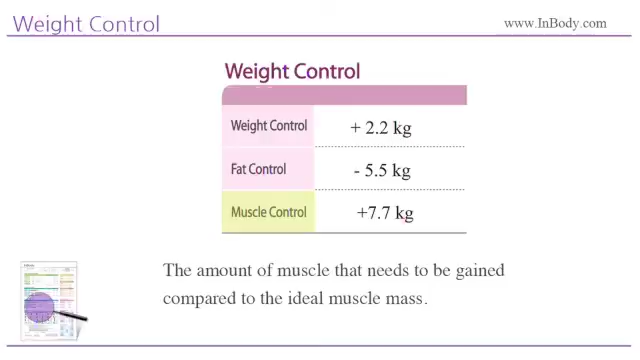 Weight Control
www.InBody.com
Weight Control
Weight Control + 2.2 kg
Fat Control - 5.5 kg
Muscle Control +7.7 kg
The amount of muscle that needs to be gained
compared to the ideal muscle mass.